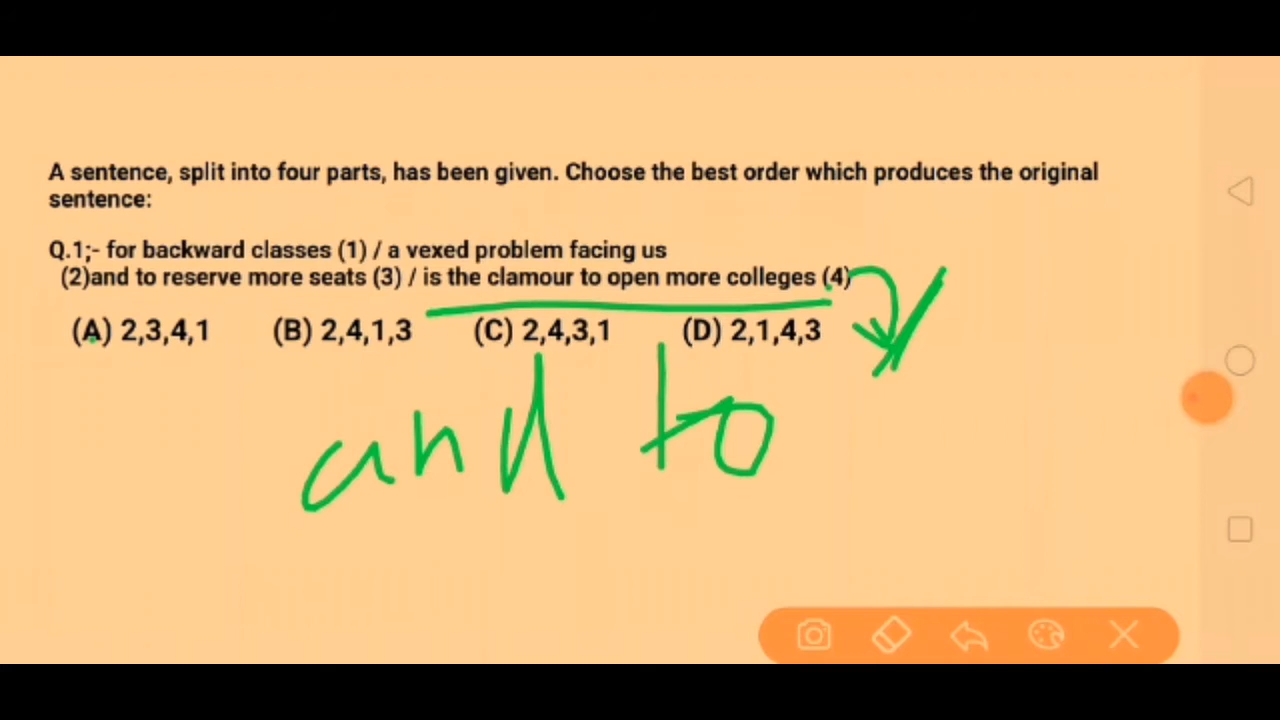 A sentence, split into four parts, has been given. Choose the best order which produces the original
sentence:
Q.1;- for backward classes (1) / a vexed problem facing us
(2)and to reserve more seats (3) / is the clamour to open more colleges (4)
(A) 2,3,4,1 (B) 2,4,1,3 (C) 2,4,3,1 (D) 2,1,4,3
and to